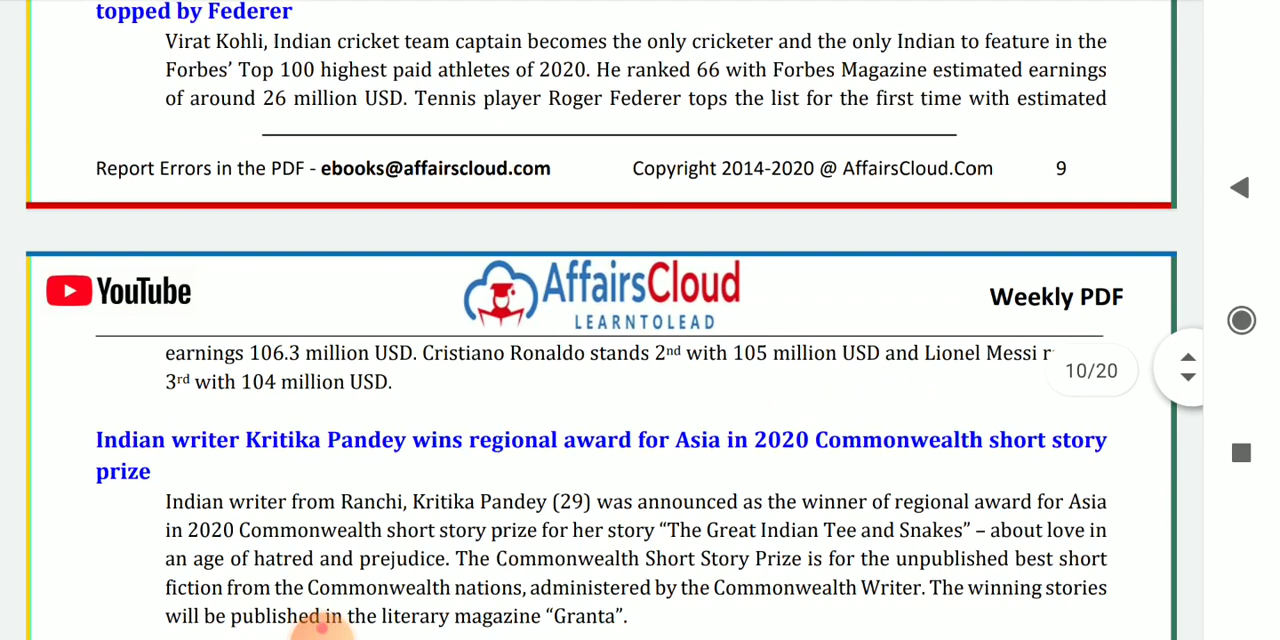 topped by Federer
Virat Kohli, Indian cricket team captain becomes the only cricketer and the only Indian to feature in the
Forbes’ Top 100 highest paid athletes of 2020. He ranked 66 with Forbes Magazine estimated earnings
of around 26 million USD. Tennis player Roger Federer tops the list for the first time with estimated
Report Errors in the PDF - ebooks@affairscloud.com Copyright 2014-2020 @ AffairsCloud.Com 9
YouTube AffairsCloud Weekly PDF
LEARNTOLEAD
earnings 106.3 million USD. Cristiano Ronaldo stands 2nd with 105 million USD and Lionel Messi
10/20
3rd with 104 million USD.
Indian writer Kritika Pandey wins regional award for Asia in 2020 Commonwealth short story
prize
Indian writer from Ranchi, Kritika Pandey (29) was announced as the winner of regional award for Asia
in 2020 Commonwealth short story prize for her story “The Great Indian Tee and Snakes” – about love in
an age of hatred and prejudice. The Commonwealth Short Story Prize is for the unpublished best short
fiction from the Commonwealth nations, administered by the Commonwealth Writer. The winning stories
will be published in the literary magazine “Granta”.